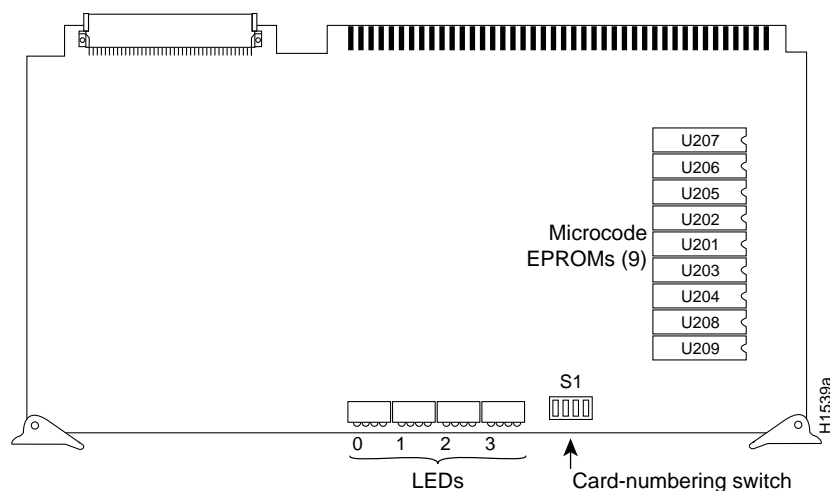 U207
U206
U205
U202
U201
U203
U204
U208
U209
Microcode
EPROMs (9)
S1
0 1 2 3
LEDs
Card-numbering switch
H1539a